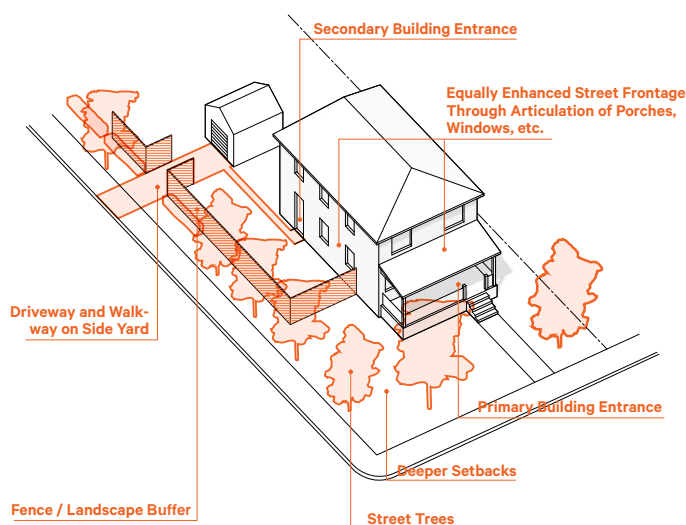 Secondary Building Entrance
Equally Enhanced Street Frontage
Through Articulation of Porches,
Windows, etc.
Driveway and Walk-
way on Side Yard
Primary Building Entrance
Deeper Setbacks
Fence / Landscape Buffer
Street Trees